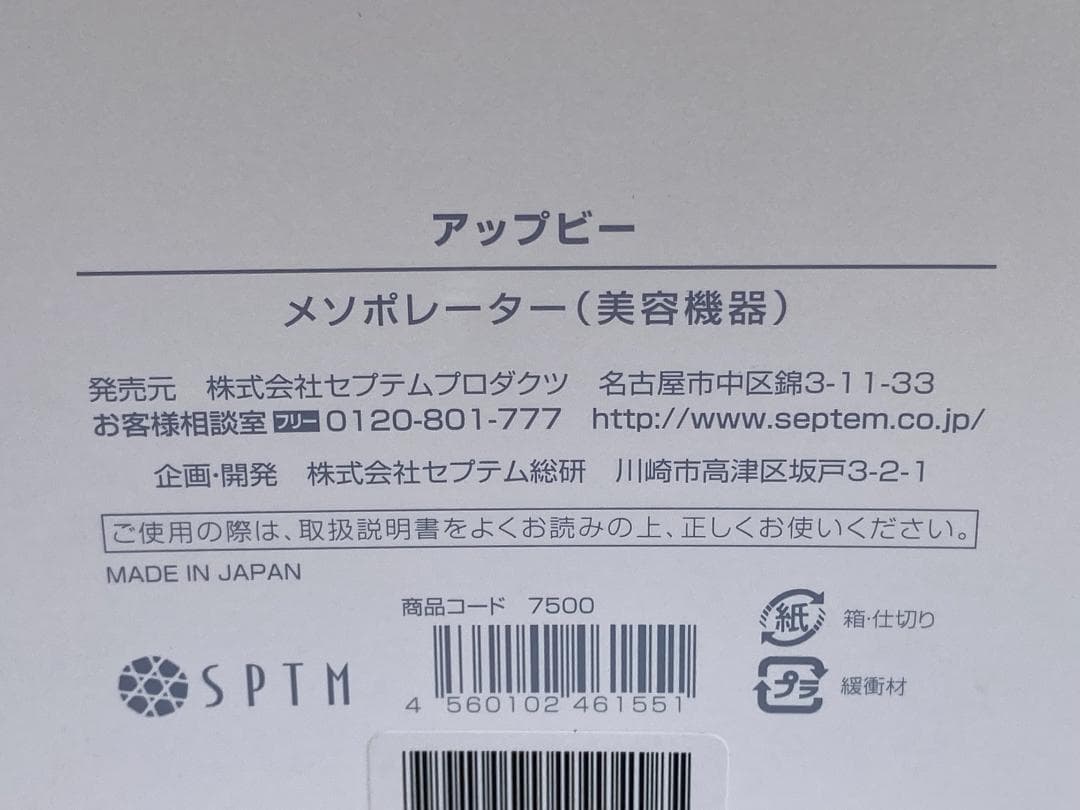 アップビー
メソポレーター(美容機器)
発売元 株式会社セプテムプロダクツ 名古屋市中区錦3-11-33
お客様相談室 フリー 0120-801-777 http://www.septem.co.jp/
企画・開発 株式会社セプテム総研 川崎市高津区坂戸3-2-1
ご使用の際は、取扱説明書をよくお読みの上、正しくお使いください。
MADE IN JAPAN
商品コード 7500
4 560102 461551
SPTM
紙 箱・仕切り
プラ 緩衝材